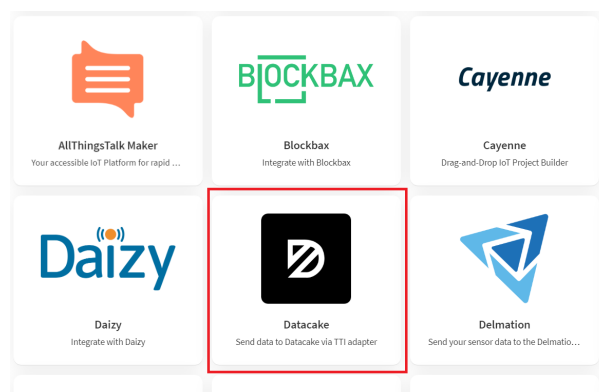 BLOCKBAX
Cayenne
AllThingsTalk Maker
Blockbax
Cayenne
Your accessible IoT Platform for rapid ...
Integrate with Blockbax
Drag-and-Drop IoT Project Builder
Daizy
D
Daizy
Datacake
Delmation
Integrate with Daizy
Send data to Datacake via TTI adapter
Send your sensor data to the Delmatio...